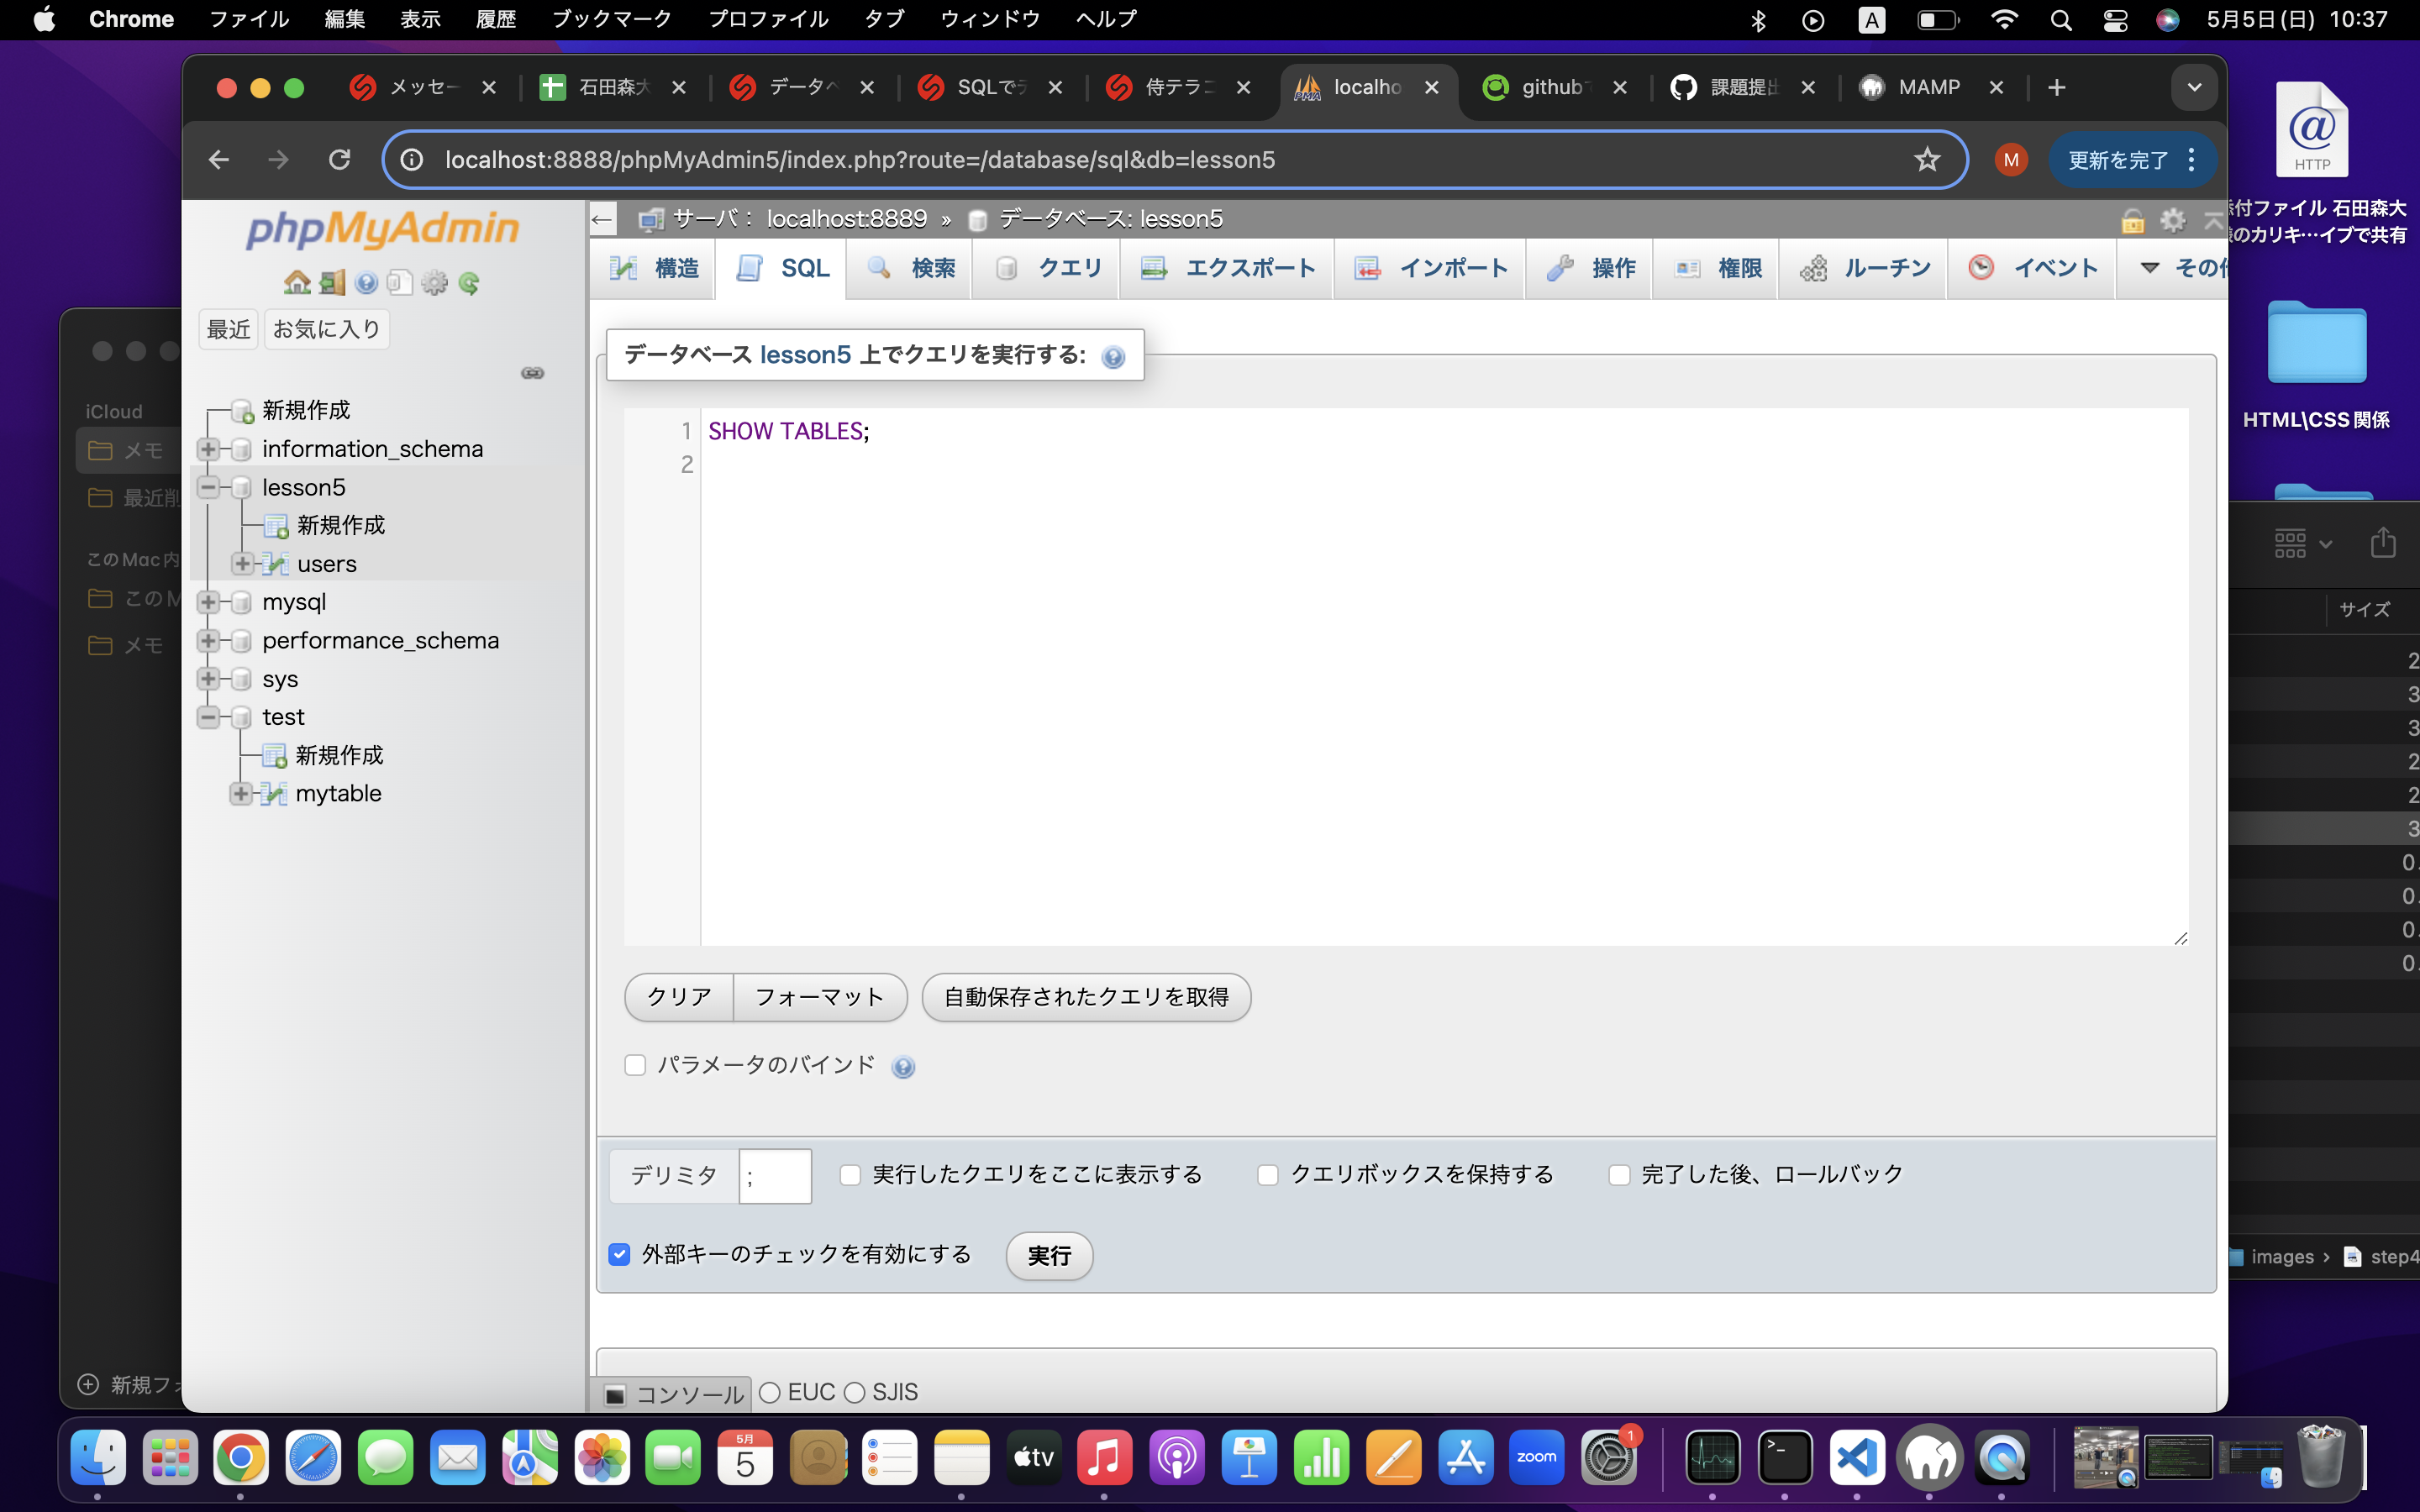 Chrome ファイル 編集 表示 履歴 ブックマーク プロファイル タブ ウィンドウ ヘルプ A 5月5日(日) 10:37
メッセー 石田森大 データベ SQLでデ 侍テラコ localho github 課題提出 MAMP
localhost:8888/phpMyAdmin5/index.php?route=/database/sql&db=lesson5 M 更新を完了
HTTP
付ファイル 石田森大
のカリキ…イブで共有
HTML\CSS関係
phpMyAdmin
最近 お気に入り
新規作成
information_schema
lesson5
新規作成
users
mysql
performance_schema
sys
test
新規作成
mytable
サーバ: localhost:8889 » データベース: lesson5
構造 SQL 検索 クエリ エクスポート インポート 操作 権限 ルーチン イベント その
データベース lesson5 上でクエリを実行する:
1 SHOW TABLES;
2
クリア フォーマット 自動保存されたクエリを取得
パラメータのバインド
デリミタ ; 実行したクエリをここに表示する クエリボックスを保持する 完了した後、ロールバック
外部キーのチェックを有効にする 実行
コンソール EUC SJIS
iCloud
メモ
最近削
このMac内
このM
メモ
新規フォ
サイズ
2
3
3
2
2
3
0.
0.
0.
0.
images › step4
5月
5
tv
zoom
1